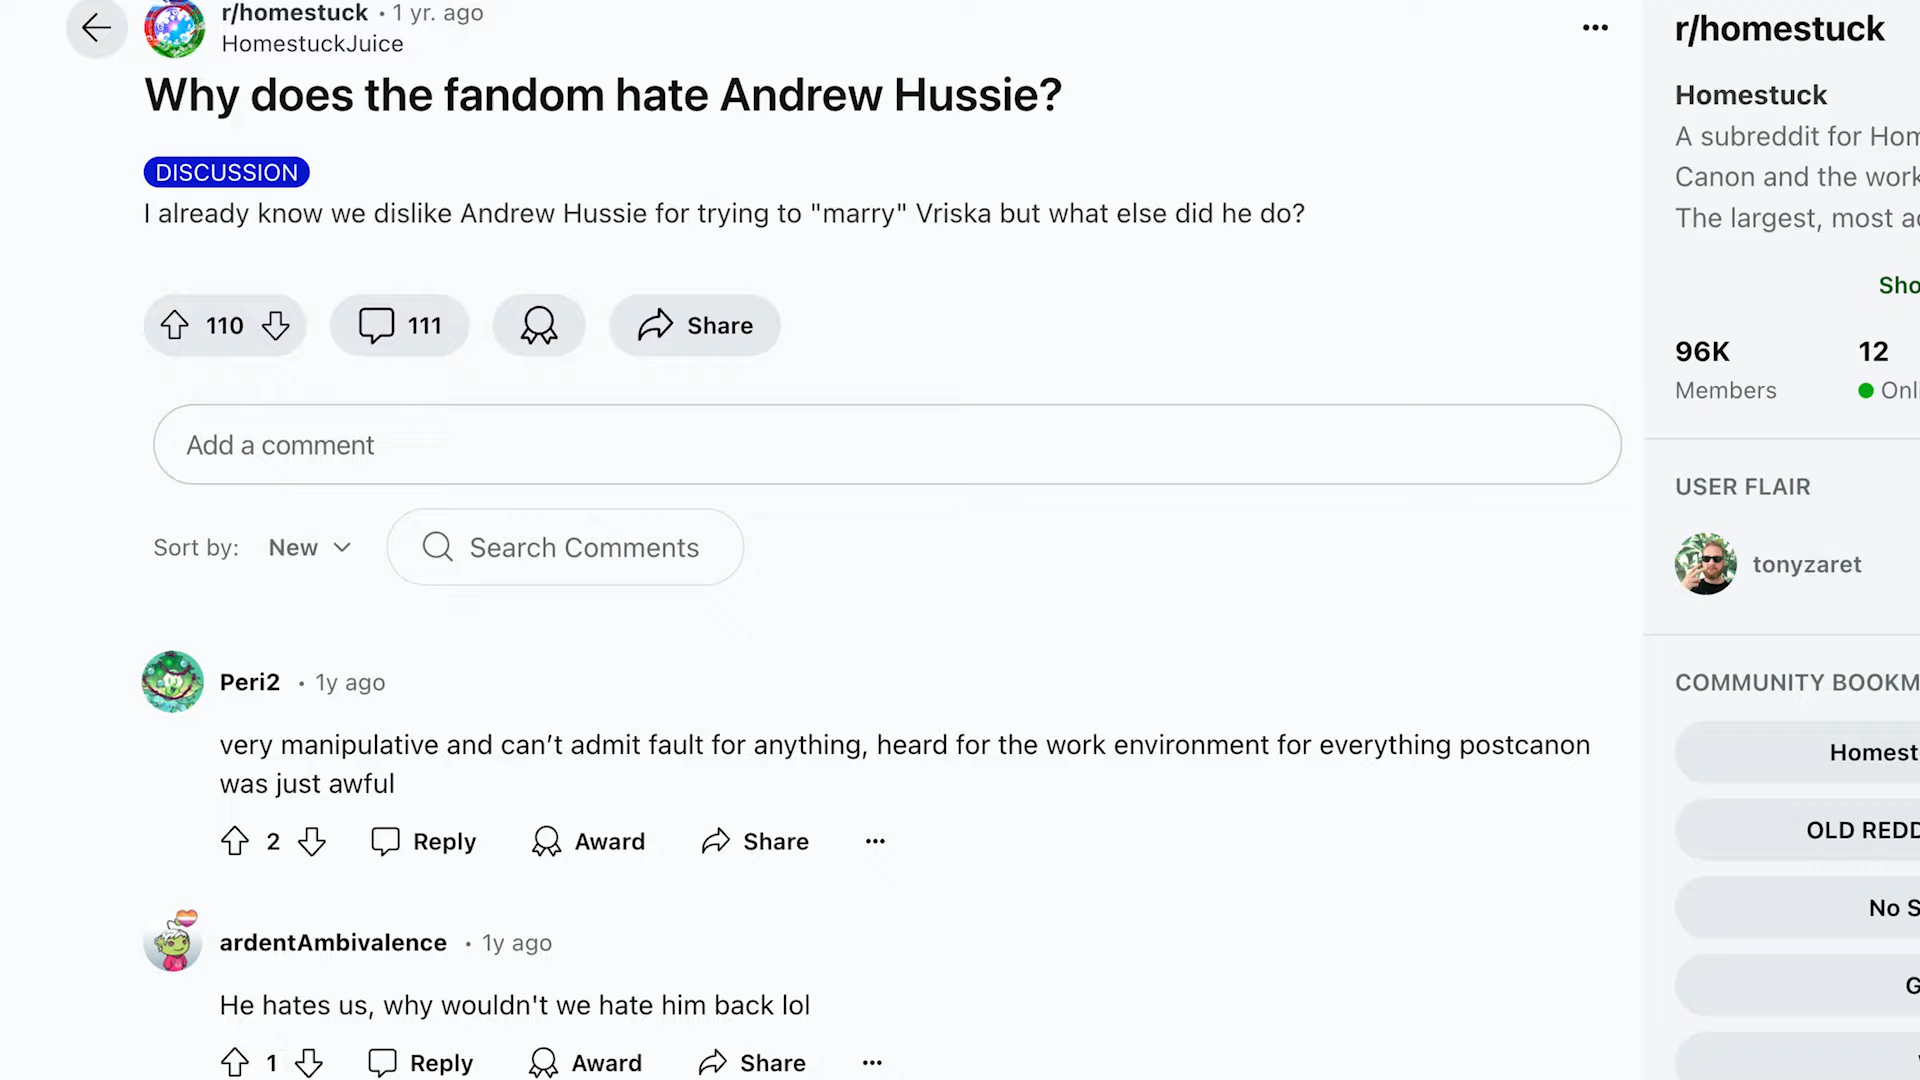 r/homestuck • 1 yr. ago
HomestuckJuice
Why does the fandom hate Andrew Hussie?
DISCUSSION
I already know we dislike Andrew Hussie for trying to "marry" Vriska but what else did he do?
110
111
Share
Add a comment
Sort by: New
Search Comments
Peri2 • 1y ago
very manipulative and can’t admit fault for anything, heard for the work environment for everything postcanon
was just awful
2 Reply Award Share
ardentAmbivalence • 1y ago
He hates us, why wouldn't we hate him back lol
1 Reply Award Share
r/homestuck
Homestuck
A subreddit for Hom
Canon and the work
The largest, most ac
Sho
96K 12
Members Onli
USER FLAIR
tonyzaret
COMMUNITY BOOKM
Homest
OLD REDD
No S
G